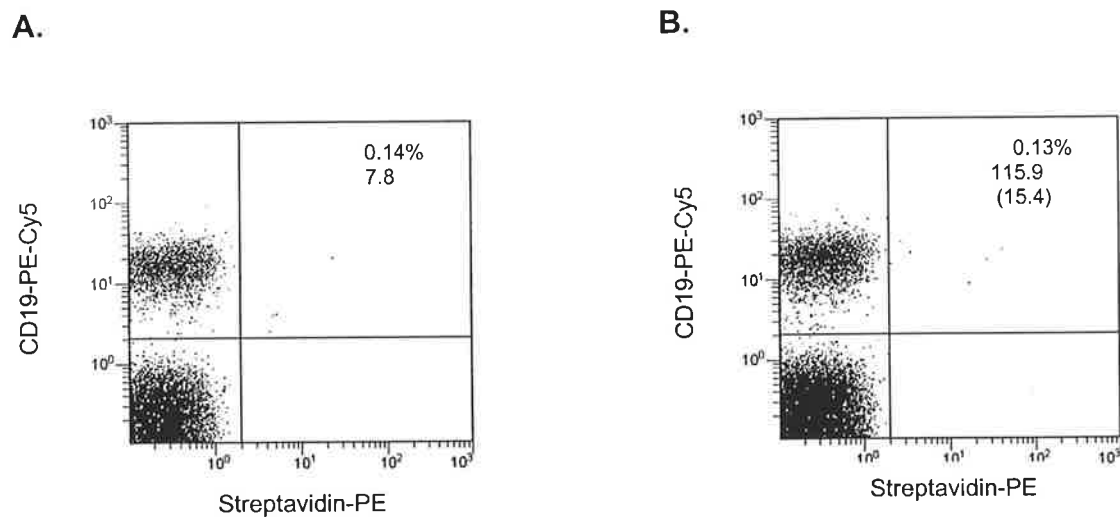 A.
10³
10²
10¹
10⁰
CD19-PE-Cy5
0.14%
7.8
10⁰ 10¹ 10² 10³
Streptavidin-PE
B.
10³
10²
10¹
10⁰
CD19-PE-Cy5
0.13%
115.9
(15.4)
10⁰ 10¹ 10² 10³
Streptavidin-PE